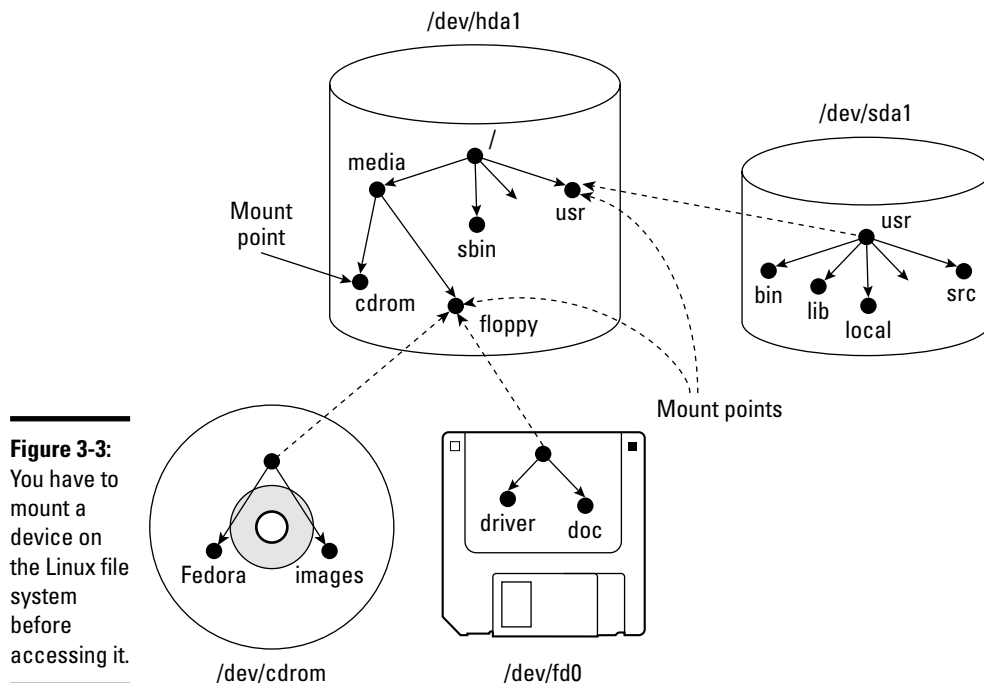 /dev/hda1
/dev/sda1
/
media
usr
sbin
Mount
point
cdrom
floppy
usr
bin
lib
local
src
Mount points
Figure 3-3:
You have to
mount a
device on
the Linux file
system
before
accessing it.
Fedora
images
driver
doc
/dev/cdrom
/dev/fd0